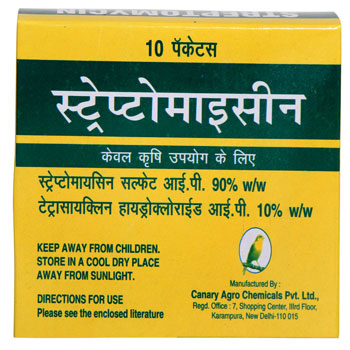 STREPTOMYCIN
10 पॅकेटस
स्ट्रेप्टोमाइसीन
केवल कृषि उपयोग के लिए
स्ट्रेप्टोमायसिन सल्फेट आई.पी. 90% w/w
टेट्रासायक्लिन हायड्रोक्लोराईड आई.पी. 10% w/w
KEEP AWAY FROM CHILDREN.
STORE IN A COOL DRY PLACE
AWAY FROM SUNLIGHT.
DIRECTIONS FOR USE
Please see the enclosed literature
Manufactured By :
Canary Agro Chemicals Pvt. Ltd.,
Regd. Office : 7, Shopping Center, IIIrd Floor,
Karampura, New Delhi-110 015